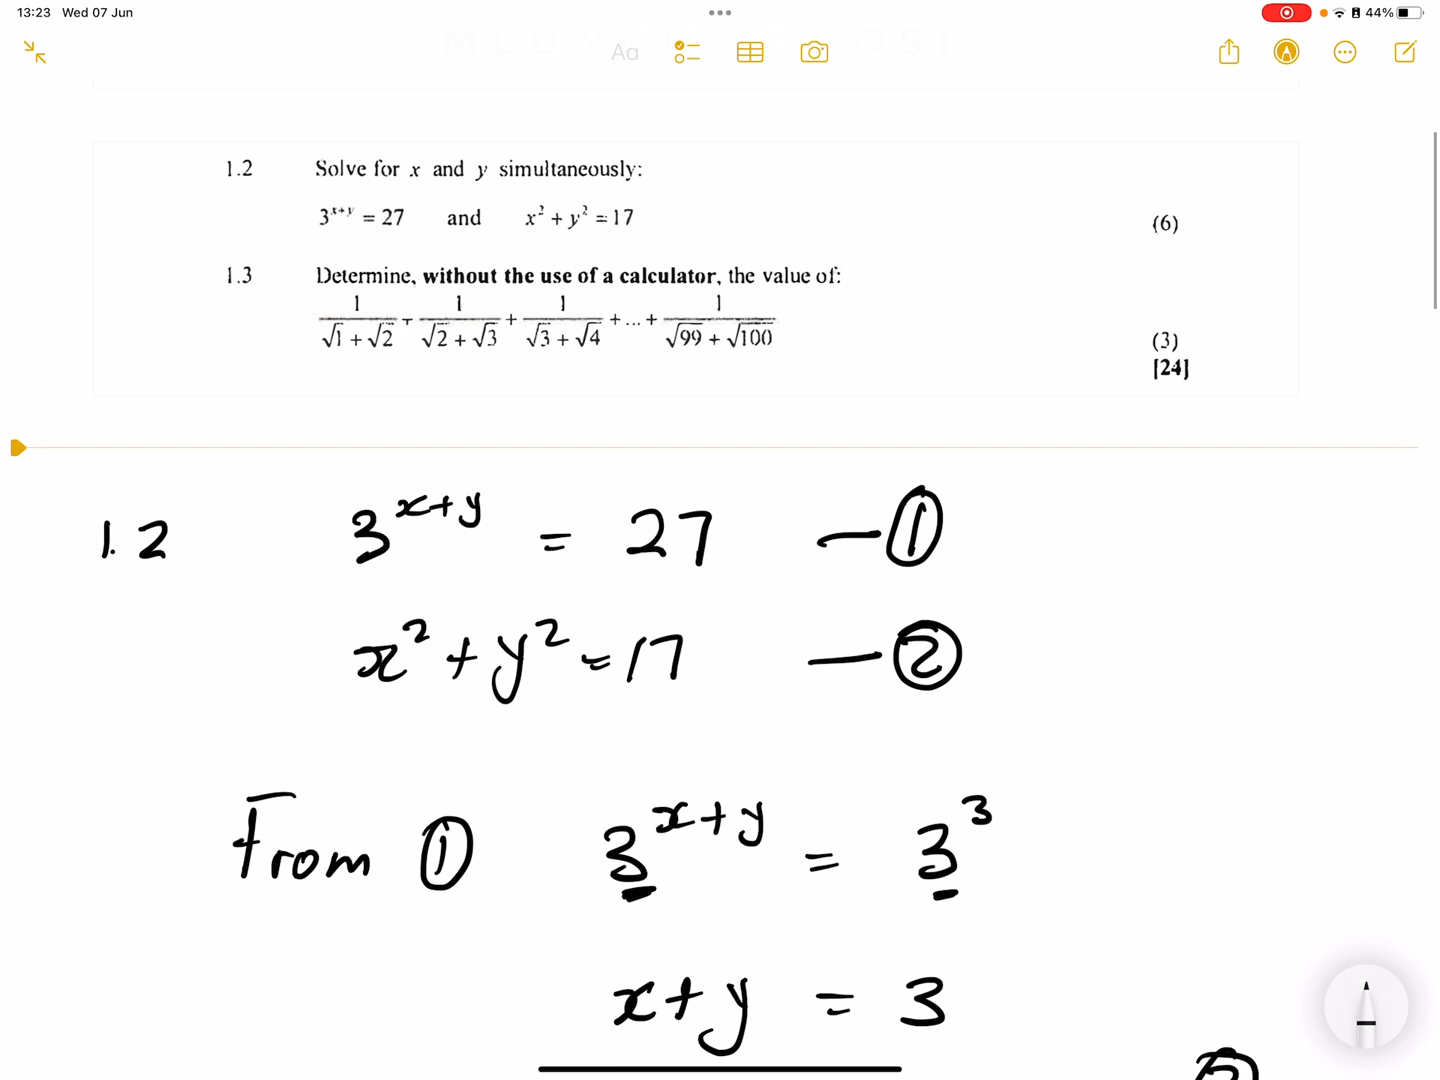 13:23 Wed 07 Jun
44%
Aa
1.2 Solve for x and y simultaneously:
3^{x+y} = 27 and x² + y² = 17 (6)
1.3 Determine, without the use of a calculator, the value of:
1/(√1 + √2) + 1/(√2 + √3) + 1/(√3 + √4) + ... + 1/(√99 + √100) (3)
[24]
1.2 3^{x+y} = 27 — ①
x² + y² = 17 — ②
From ① 3^{x+y} = 3³
x+y = 3